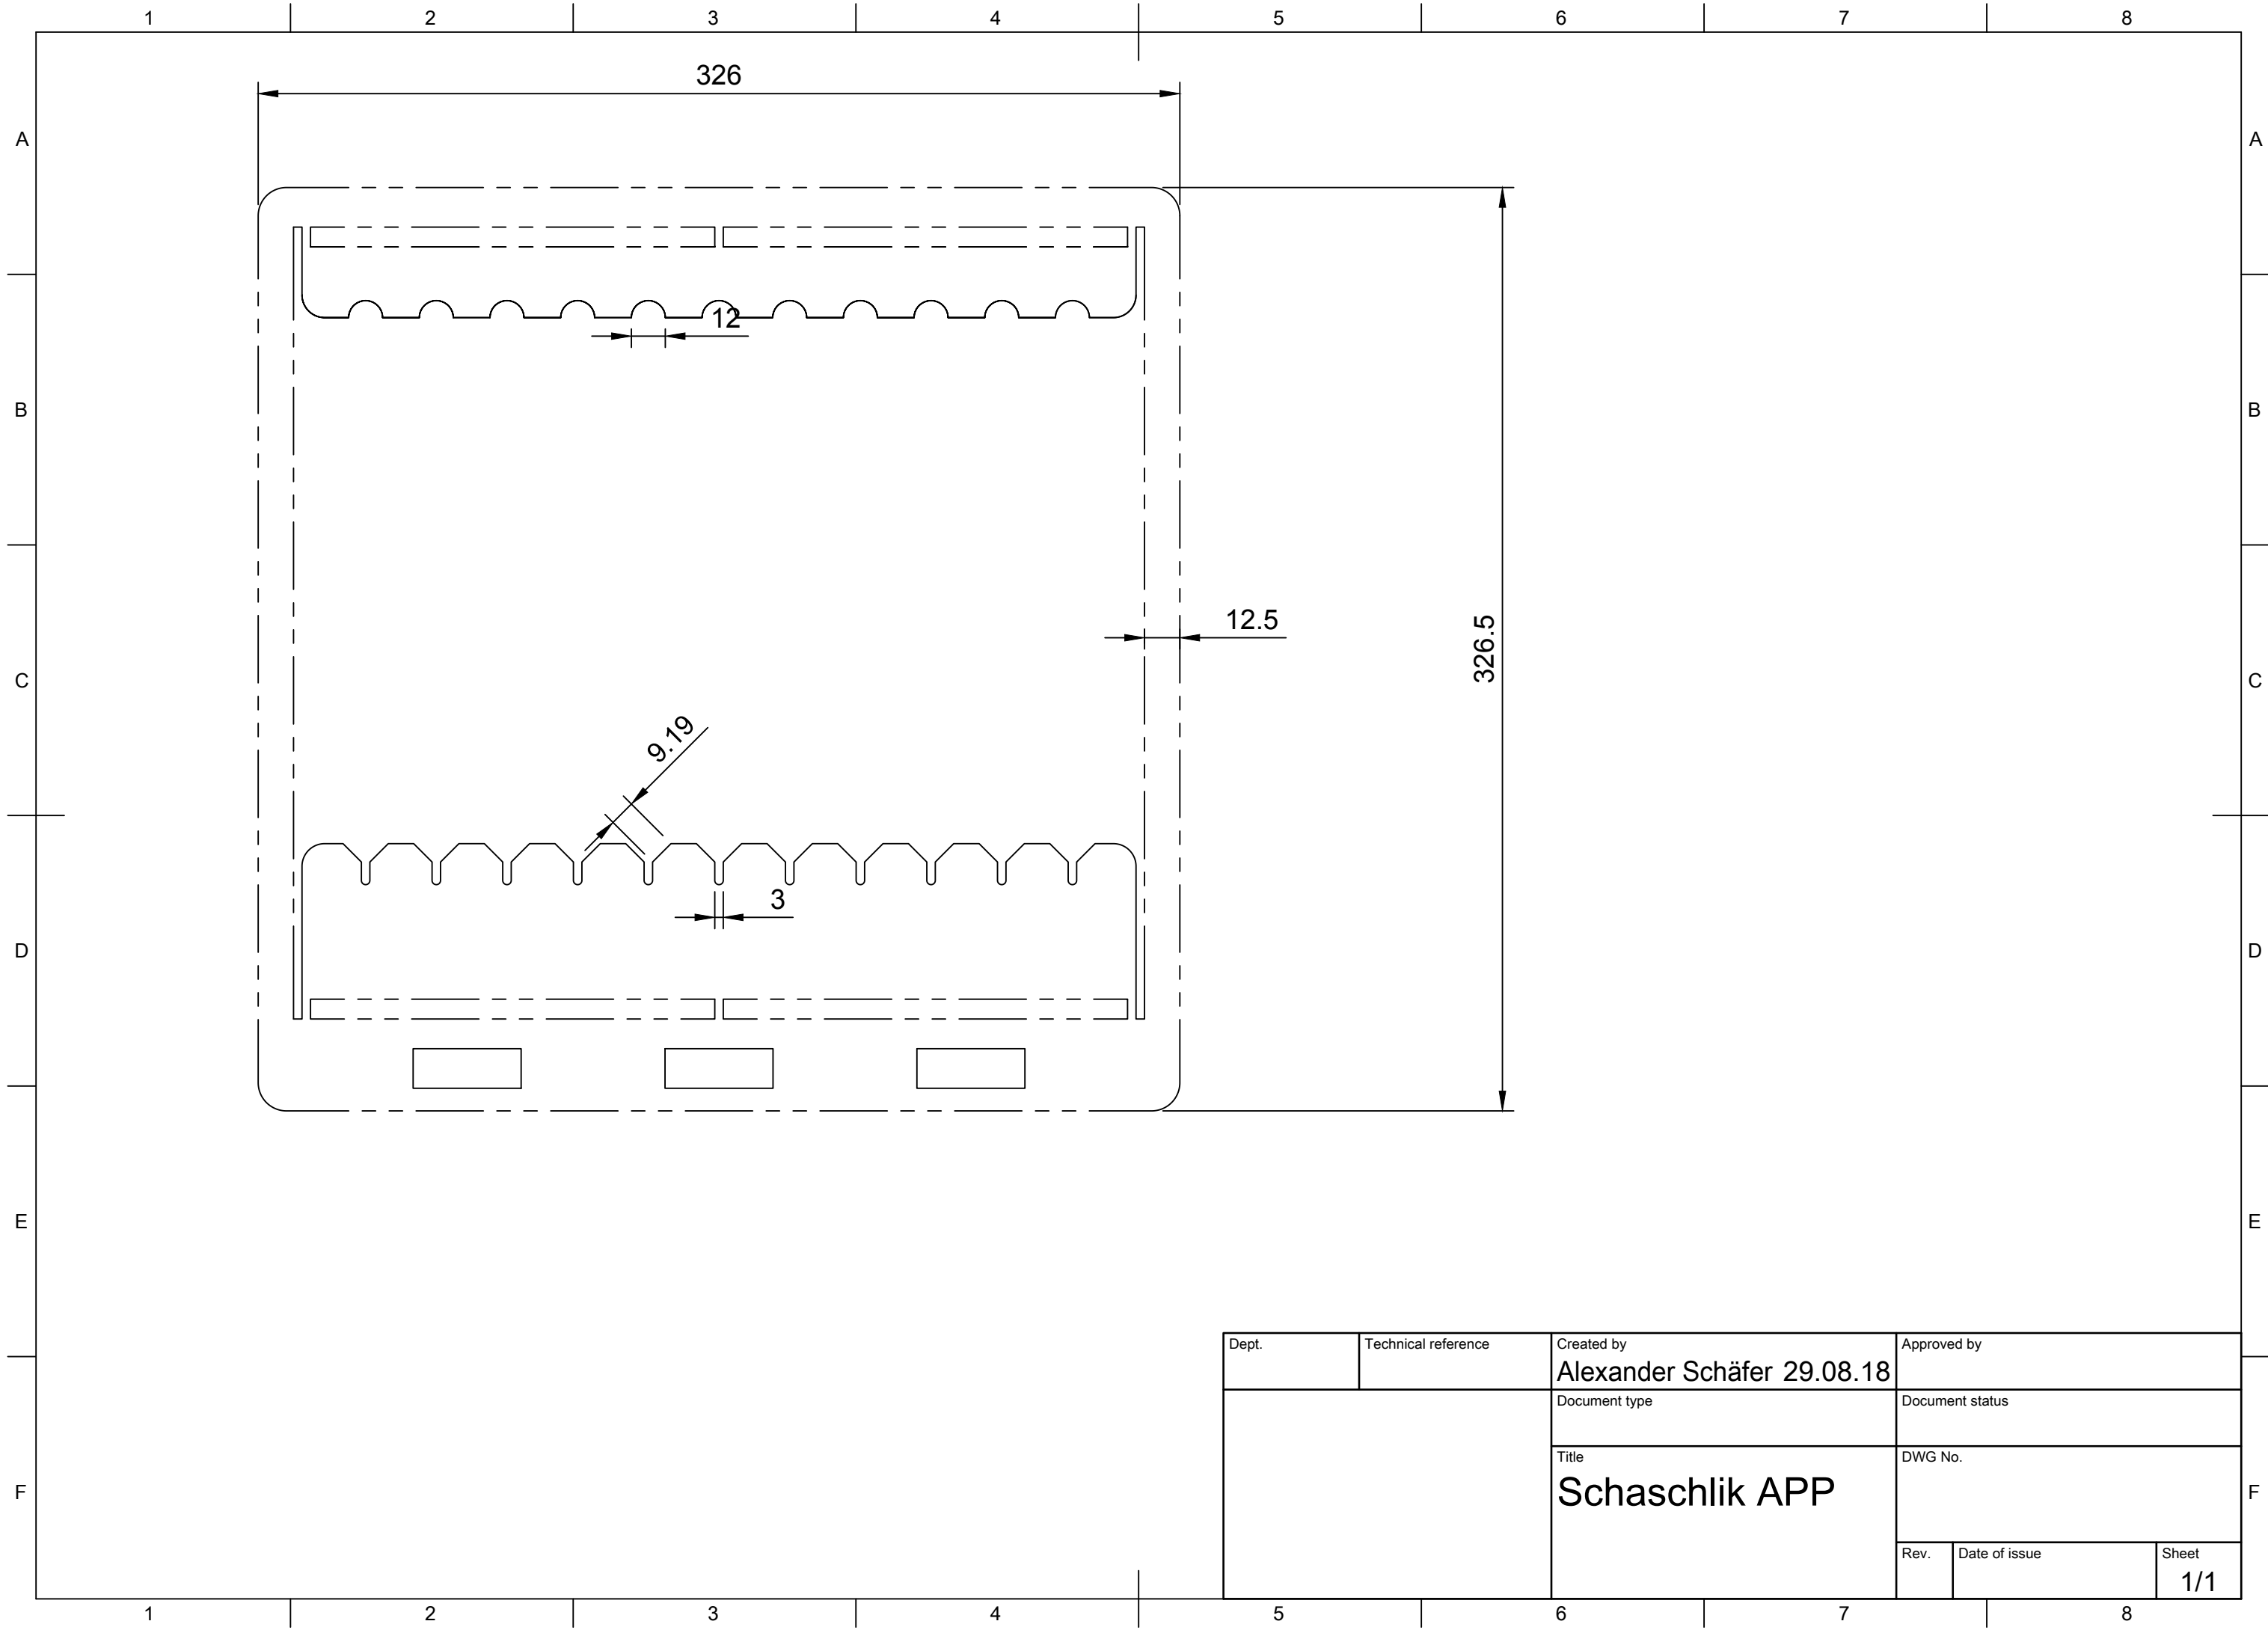 1 2 3 4 5 6 7 8
326
A A
12
B B
12.5
326.5
C C
9.19
3
D D
E E
Dept. Technical reference Created by Approved by
Alexander Schäfer 29.08.18
Document type Document status
Title DWG No.
Schaschlik APP
F F
Rev. Date of issue Sheet
1/1
1 2 3 4 5 6 7 8